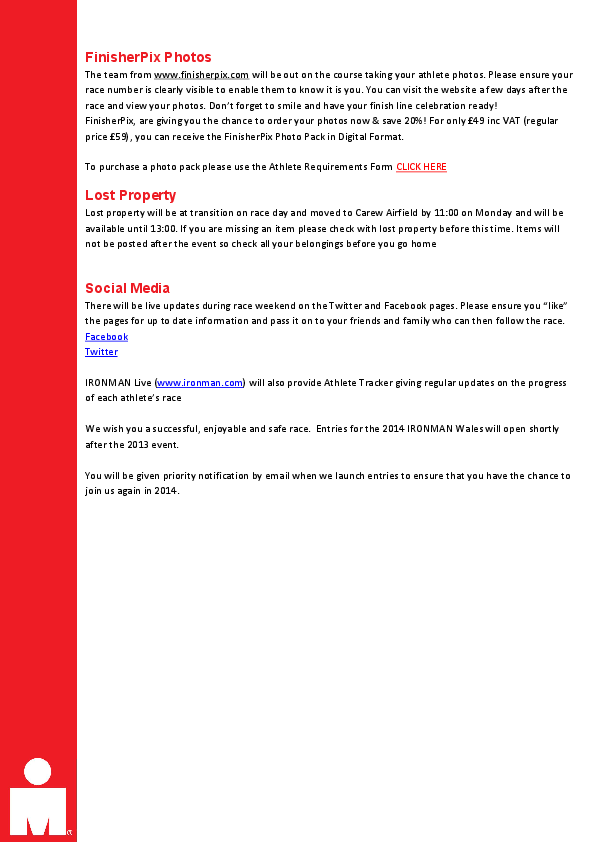 FinisherPix Photos
The team from www.finisherpix.com will be out on the course taking your athlete photos. Please ensure your
race number is clearly visible to enable them to know it is you. You can visit the website a few days after the
race and view your photos. Don't forget to smile and have your finish line celebration ready!
FinisherPix, are giving you the chance to order your photos now & save 20%! For only £49 inc VAT (regular
price £59), you can receive the FinisherPix Photo Pack in Digital Format.
To purchase a photo pack please use the Athlete Requirements Form CLICK HERE
Lost Property
Lost property will be at transition on race day and moved to Carew Airfield by 11:00 on Monday and will be
available until 13:00. If you are missing an item please check with lost property before this time. Items will
not be posted after the event so check all your belongings before you go home
Social Media
There will be live updates during race weekend on the Twitter and Facebook pages. Please ensure you “like”
the pages for up to date information and pass it on to your friends and family who can then follow the race.
Facebook
Twitter
IRONMAN Live (www.ironman.com) will also provide Athlete Tracker giving regular updates on the progress
of each athlete's race
We wish you a successful, enjoyable and safe race. Entries for the 2014 IRONMAN Wales will open shortly
after the 2013 event.
You will be given priority notification by email when we launch entries to ensure that you have the chance to
join us again in 2014.